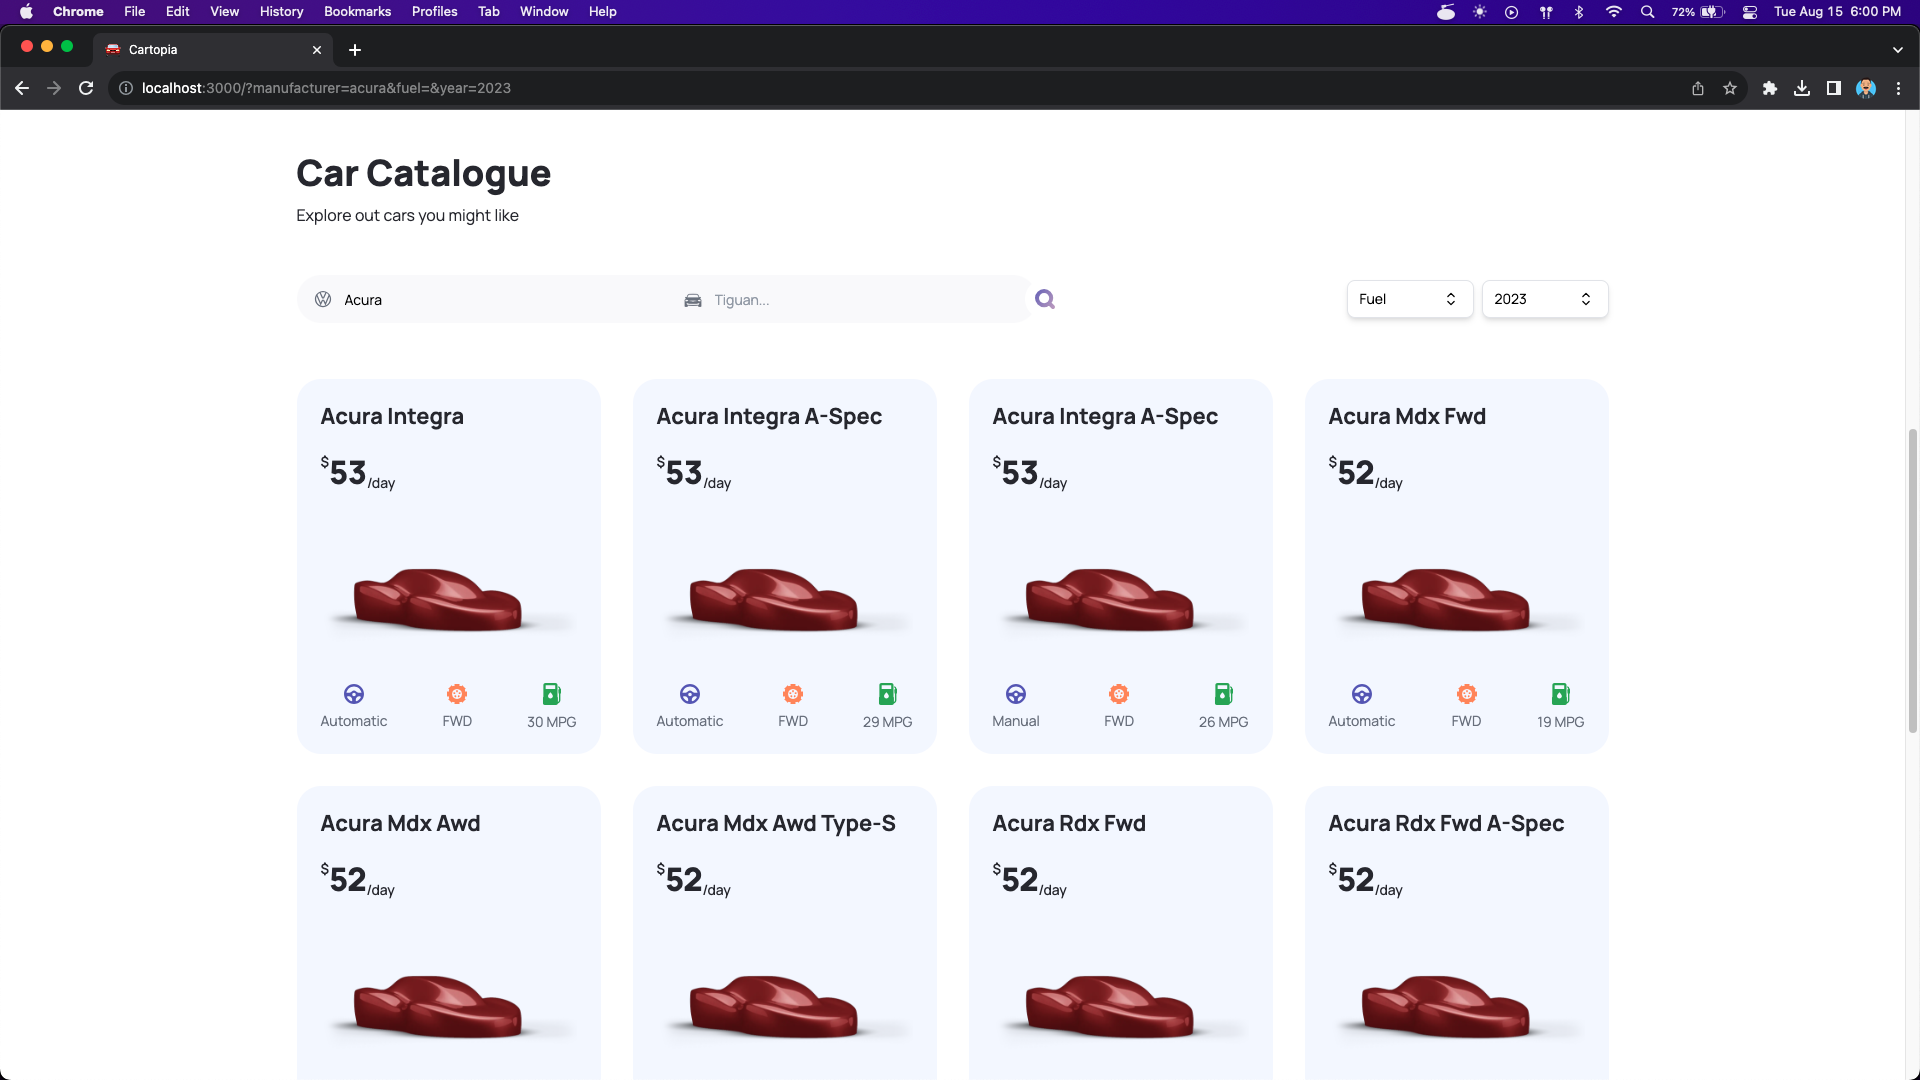 Chrome File Edit View History Bookmarks Profiles Tab Window Help 72% Tue Aug 15 6:00 PM
Cartopia
localhost:3000/?manufacturer=acura&fuel=&year=2023
Car Catalogue
Explore out cars you might like
Acura Tiguan... Fuel 2023
Acura Integra Acura Integra A-Spec Acura Integra A-Spec Acura Mdx Fwd
$53/day $53/day $53/day $52/day
Automatic FWD 30 MPG Automatic FWD 29 MPG Manual FWD 26 MPG Automatic FWD 19 MPG
Acura Mdx Awd Acura Mdx Awd Type-S Acura Rdx Fwd Acura Rdx Fwd A-Spec
$52/day $52/day $52/day $52/day